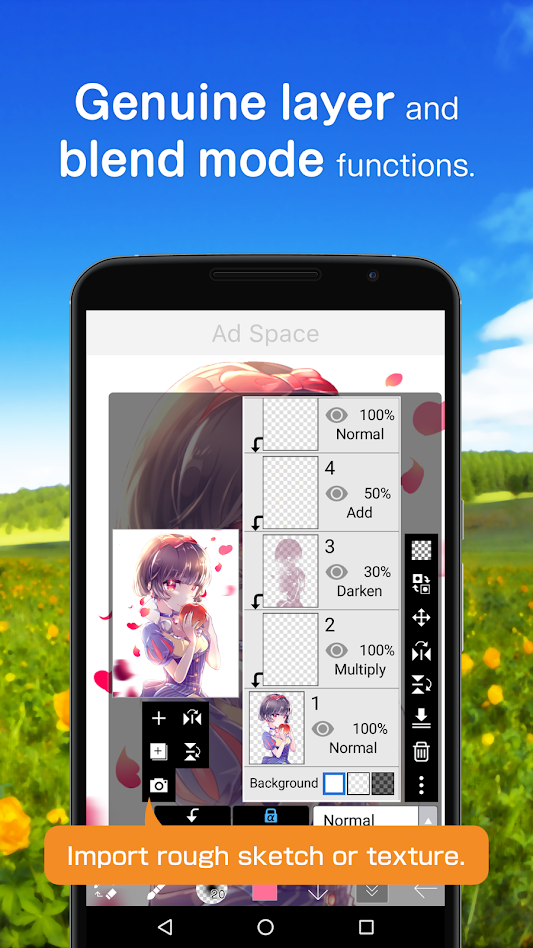 Genuine layer and
blend mode functions.
Ad Space
100%
Normal
4
50%
Add
3
30%
Darken
2
100%
Multiply
1
100%
Normal
Background
α
Normal
Import rough sketch or texture.
20